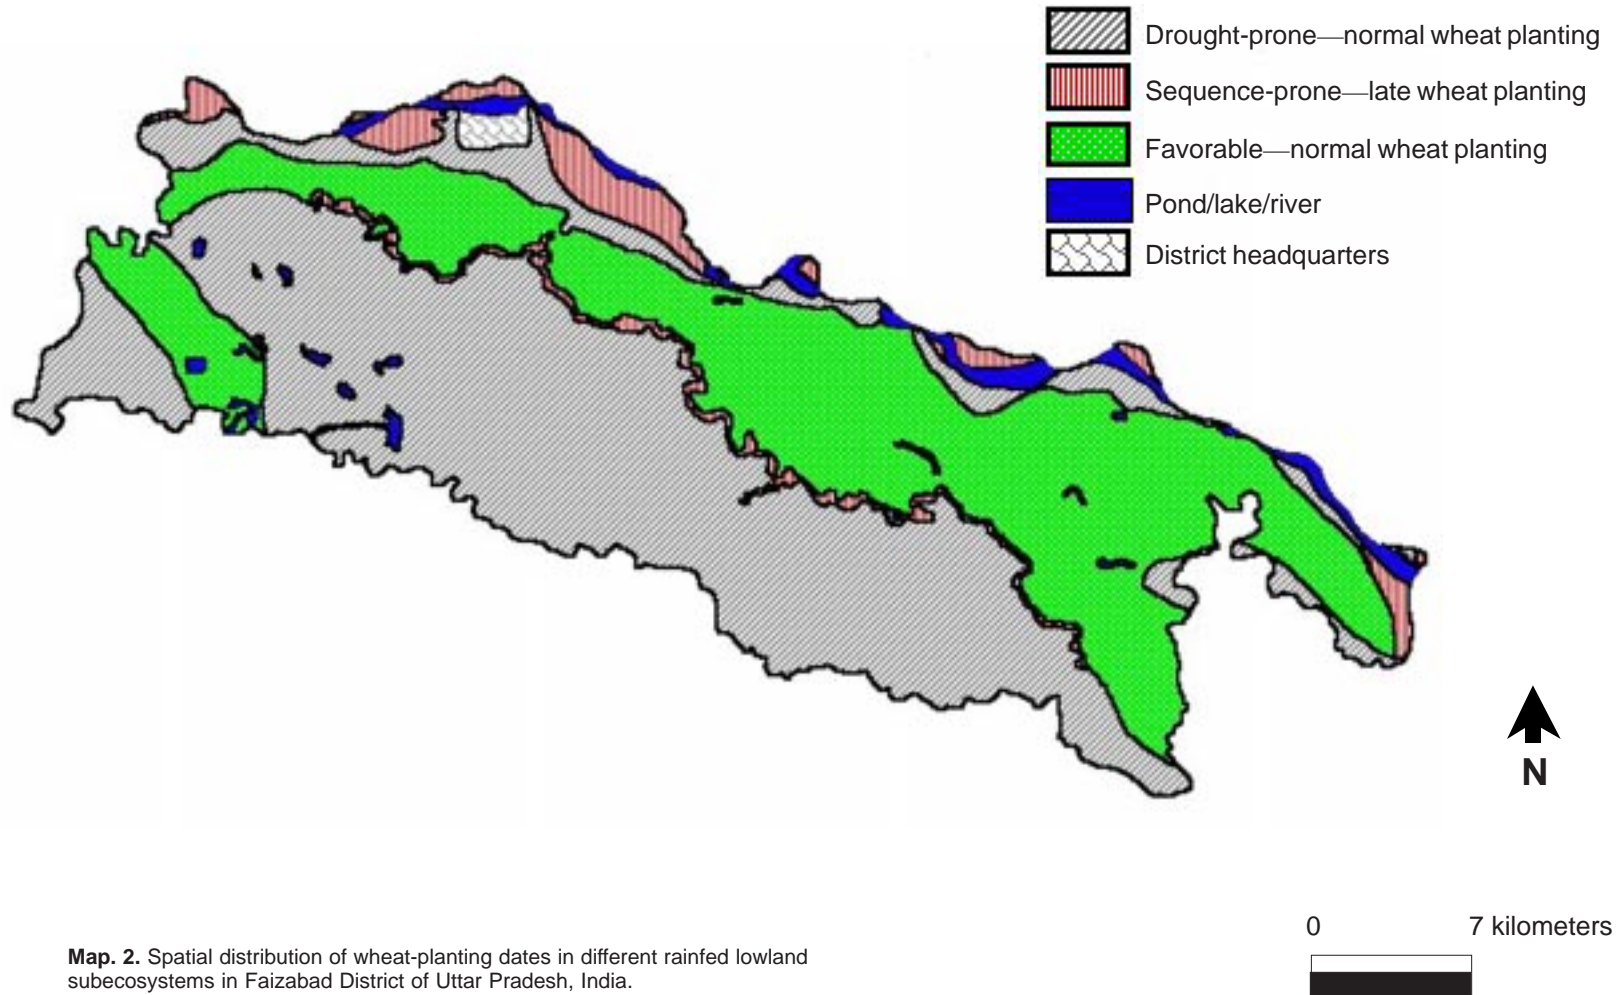 Drought-prone—normal wheat planting
Sequence-prone—late wheat planting
Favorable—normal wheat planting
Pond/lake/river
District headquarters
N
0 7 kilometers
Map. 2. Spatial distribution of wheat-planting dates in different rainfed lowland
subecosystems in Faizabad District of Uttar Pradesh, India.